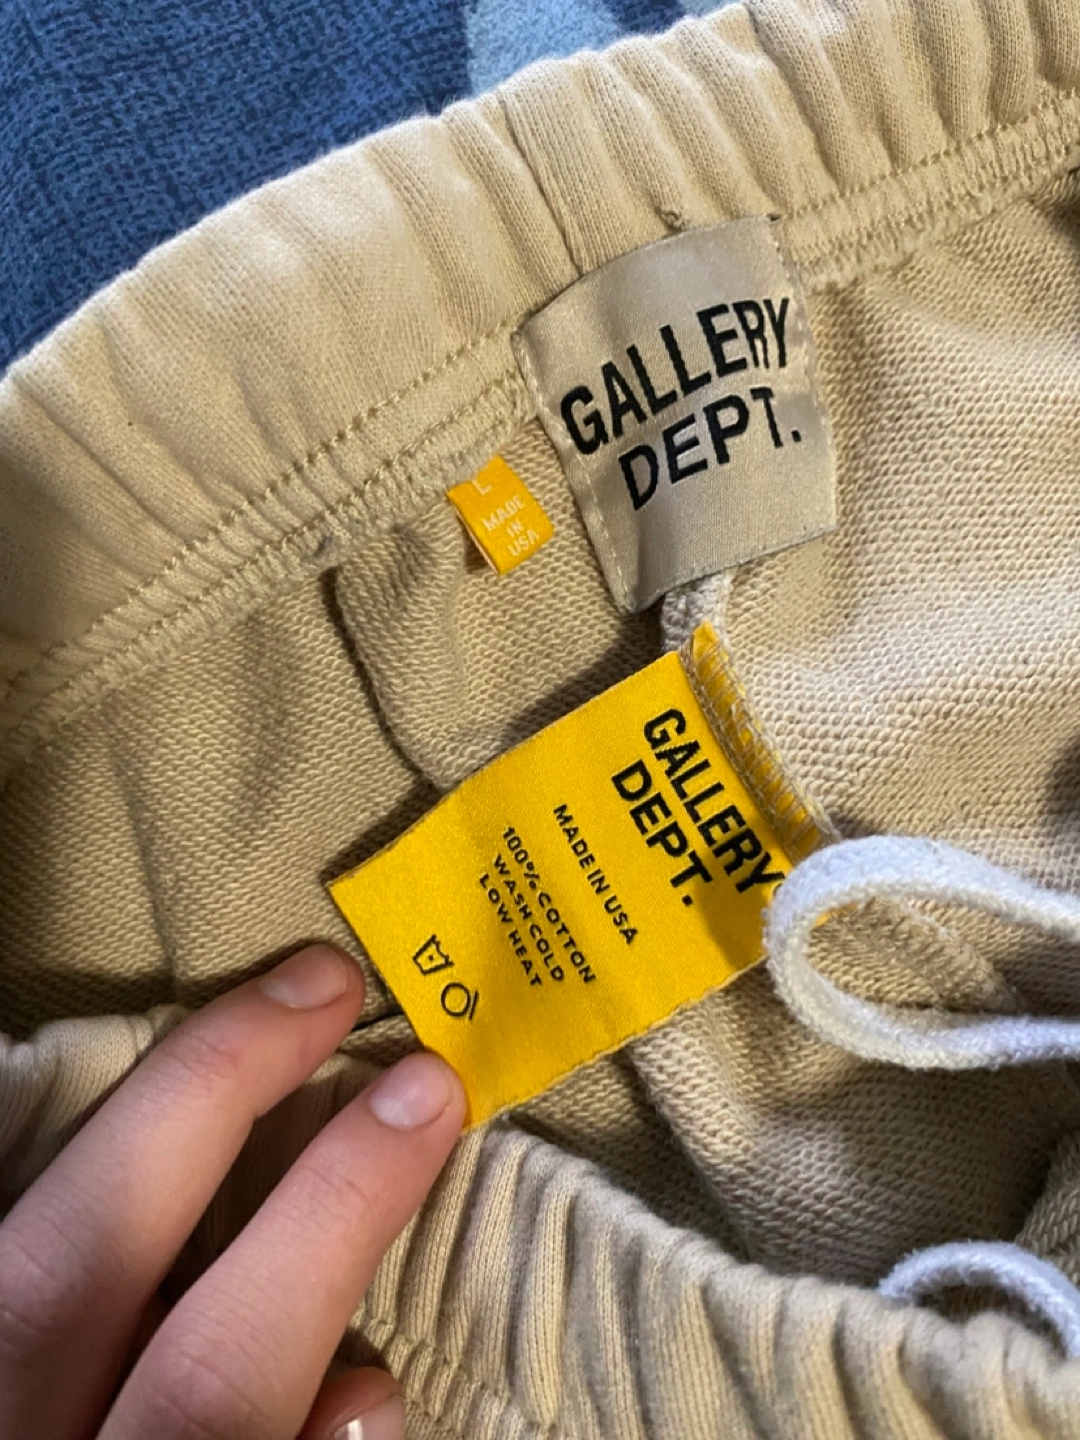 GALLERY
DEPT.
L
MADE
IN
USA
GALLERY
DEPT.
MADE IN USA
100% COTTON
WASH COLD
LOW HEAT